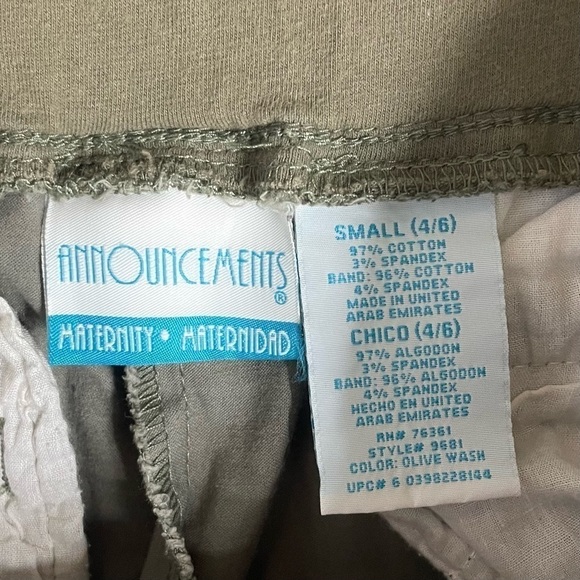 ANNOUNCEMENTS®
MATERNITY • MATERNIDAD
SMALL (4/6)
97% COTTON
3% SPANDEX
BAND: 96% COTTON
4% SPANDEX
MADE IN UNITED
ARAB EMIRATES
CHICO (4/6)
97% ALGODON
3% SPANDEX
BAND: 96% ALGODON
4% SPANDEX
HECHO EN UNITED
ARAB EMIRATES
RN# 76361
STYLE# 9681
COLOR: OLIVE WASH
UPC# 6 0398228144